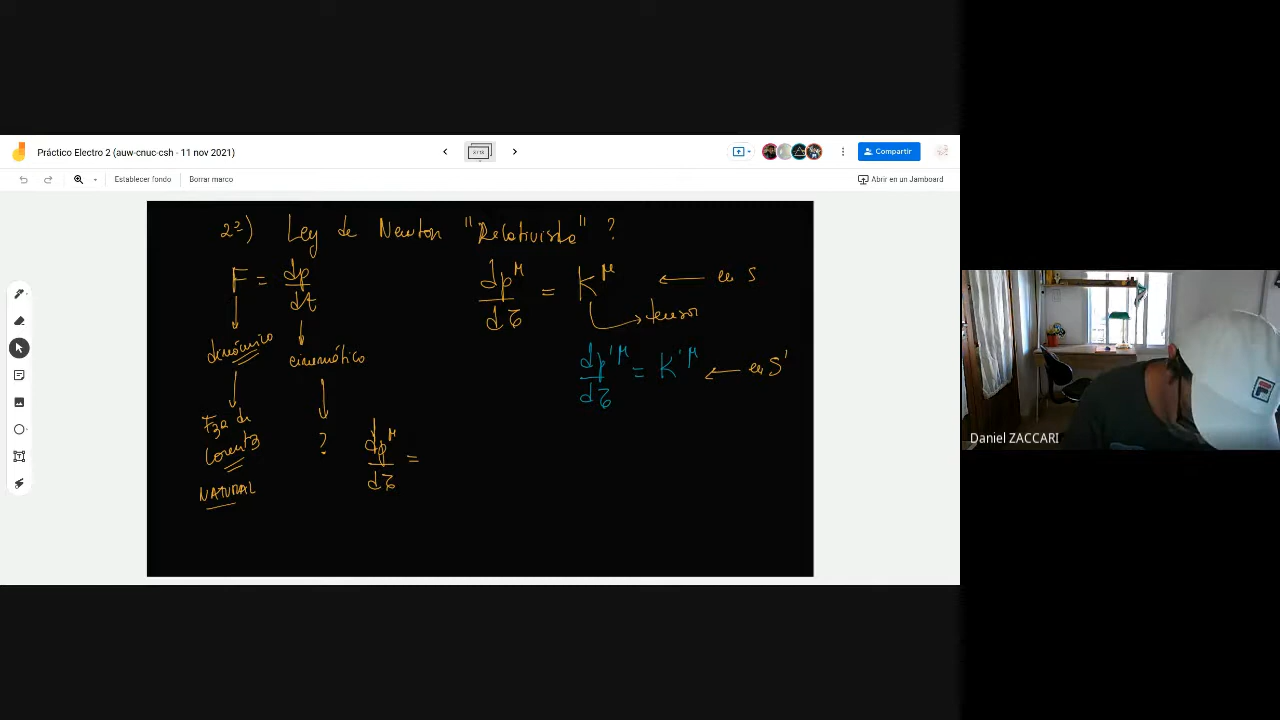 Práctico Electro 2 (auw-cnuc-csh - 11 nov 2021)
Compartir
Establecer fondo
Borrar marco
Abrir en un Jamboard
2ª) Ley de Newton "Relativista" ?
F = dp/dt
dp^μ/dτ = K^μ ← en S
tensor
dinámico
cinemático
dp'^μ/dτ = K'^μ ← en S'
Fza de
Lorentz
?
dp^μ/dτ =
NATURAL
Daniel ZACCARI